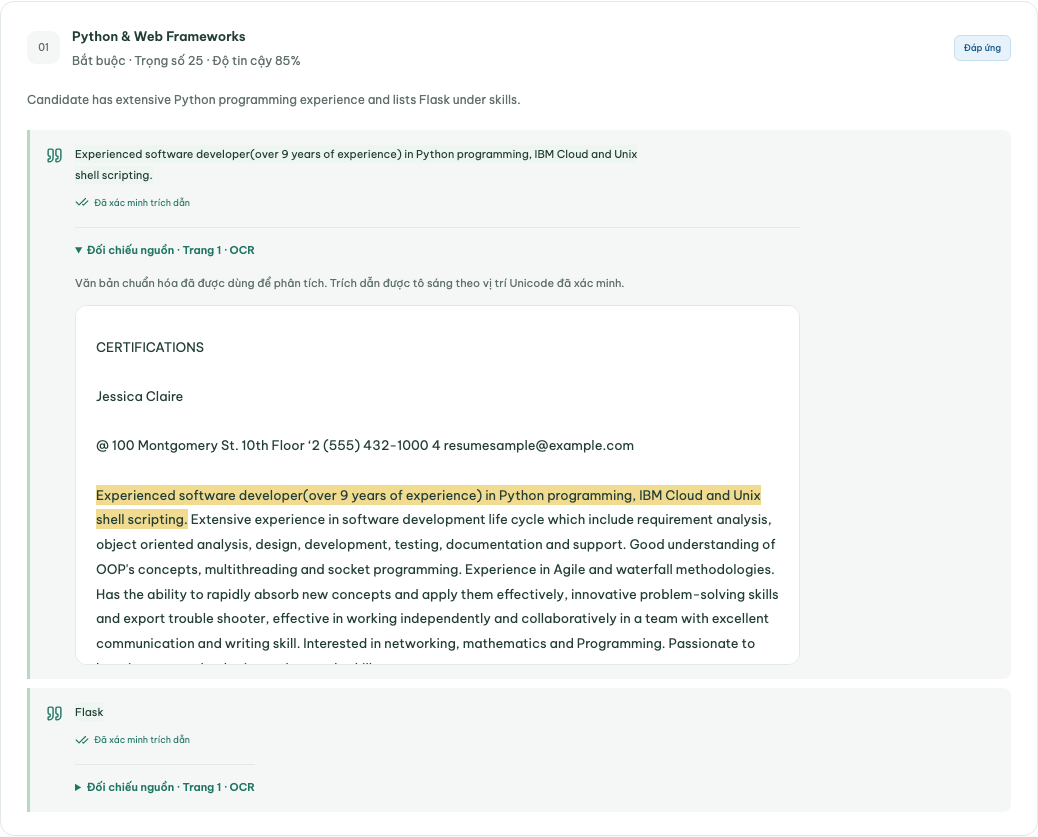 01
Python & Web Frameworks
Bắt buộc · Trọng số 25 · Độ tin cậy 85%
Đáp ứng
Candidate has extensive Python programming experience and lists Flask under skills.
Experienced software developer(over 9 years of experience) in Python programming, IBM Cloud and Unix
shell scripting.
Đã xác minh trích dẫn
Đối chiếu nguồn · Trang 1 · OCR
Văn bản chuẩn hóa đã được dùng để phân tích. Trích dẫn được tô sáng theo vị trí Unicode đã xác minh.
CERTIFICATIONS
Jessica Claire
@ 100 Montgomery St. 10th Floor ‘2 (555) 432-1000 4 resumesample@example.com
Experienced software developer(over 9 years of experience) in Python programming, IBM Cloud and Unix
shell scripting. Extensive experience in software development life cycle which include requirement analysis,
object oriented analysis, design, development, testing, documentation and support. Good understanding of
OOP's concepts, multithreading and socket programming. Experience in Agile and waterfall methodologies.
Has the ability to rapidly absorb new concepts and apply them effectively, innovative problem-solving skills
and export trouble shooter, effective in working independently and collaboratively in a team with excellent
communication and writing skill. Interested in networking, mathematics and Programming. Passionate to
Flask
Đã xác minh trích dẫn
Đối chiếu nguồn · Trang 1 · OCR